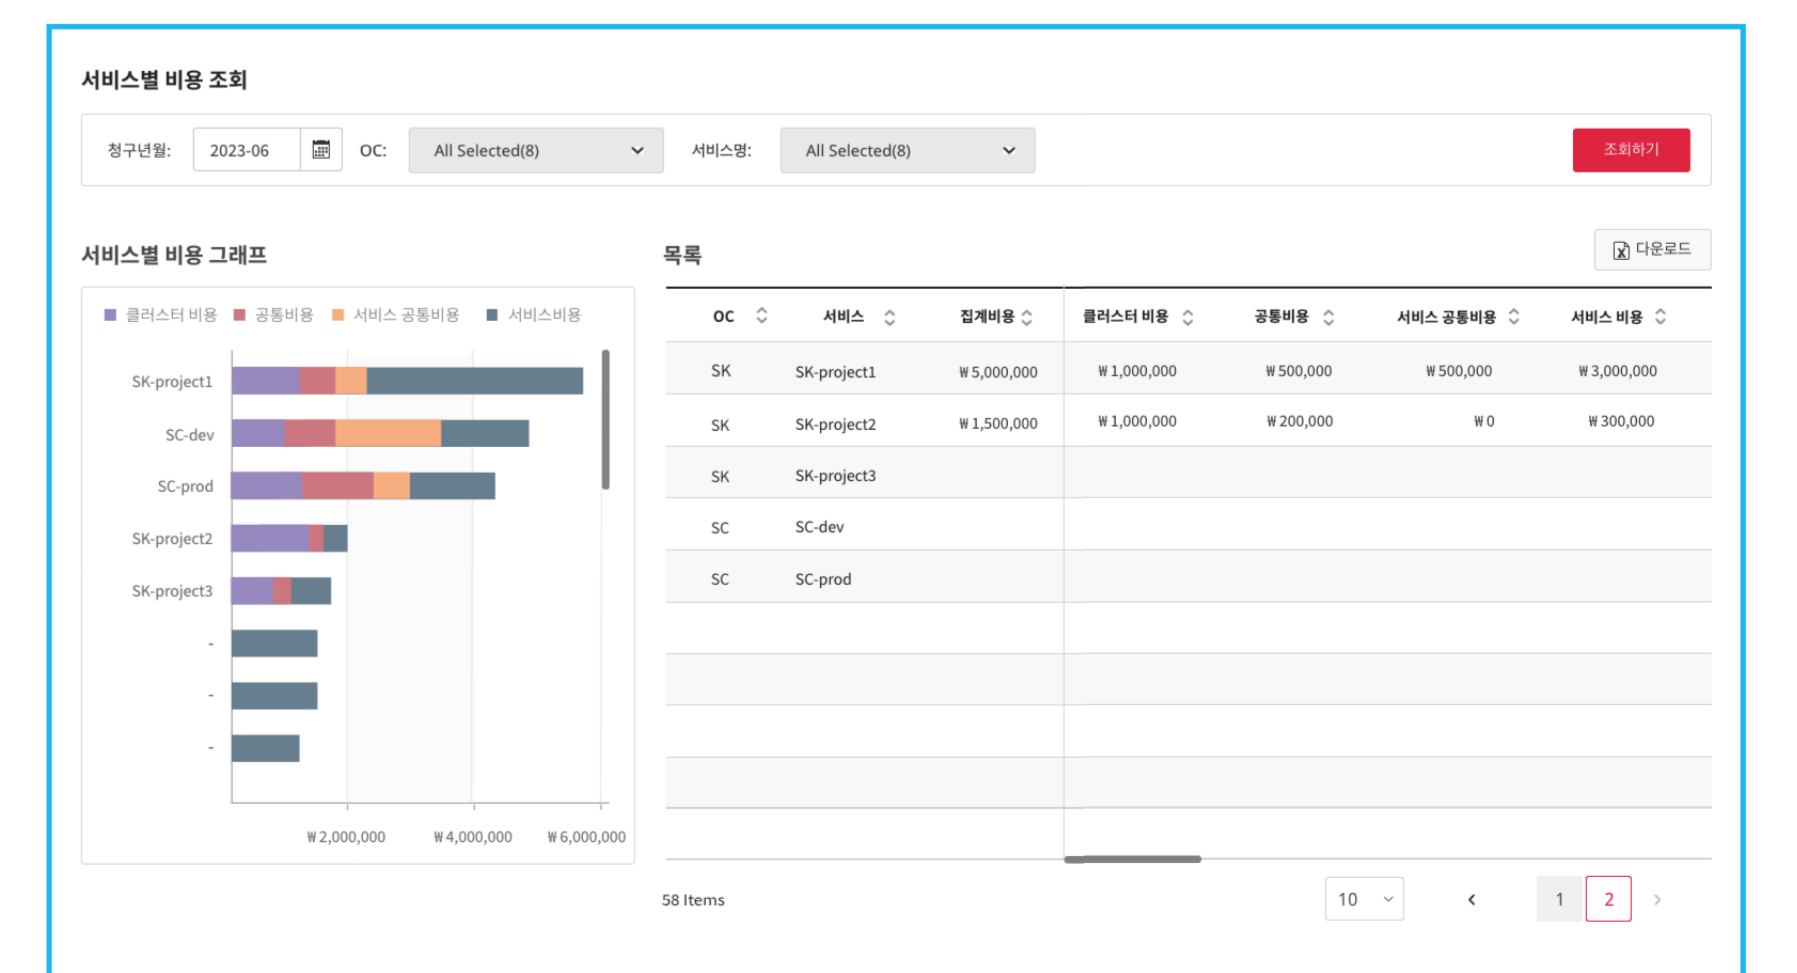 서비스별 비용 조회
청구년월: 2023-06 OC: All Selected(8) 서비스명: All Selected(8) 조회하기
서비스별 비용 그래프
클러스터 비용 공통비용 서비스 공통비용 서비스비용
SK-project1
SC-dev
SC-prod
SK-project2
SK-project3
-
-
-
₩2,000,000 ₩4,000,000 ₩6,000,000
목록 다운로드
OC 서비스 집계비용 클러스터 비용 공통비용 서비스 공통비용 서비스 비용
SK SK-project1 ₩5,000,000 ₩1,000,000 ₩500,000 ₩500,000 ₩3,000,000
SK SK-project2 ₩1,500,000 ₩1,000,000 ₩200,000 ₩0 ₩300,000
SK SK-project3
SC SC-dev
SC SC-prod
58 Items 10 1 2